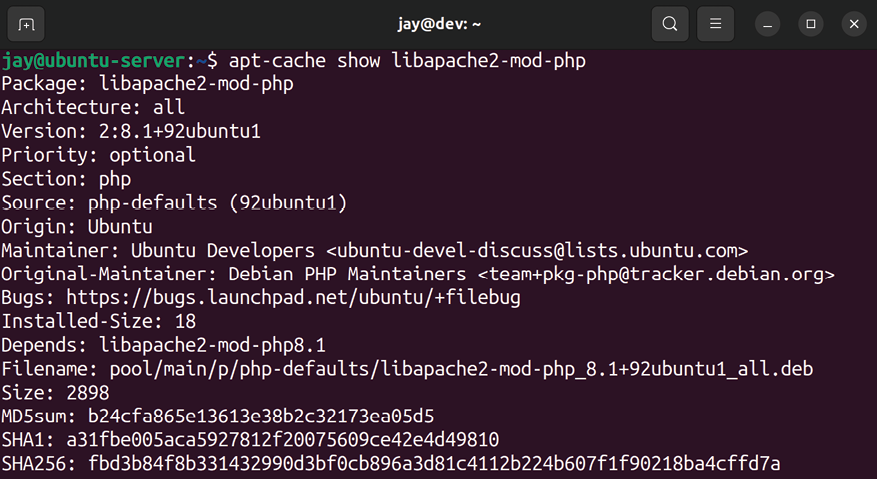 jay@dev: ~
jay@ubuntu-server:~$ apt-cache show libapache2-mod-php
Package: libapache2-mod-php
Architecture: all
Version: 2:8.1+92ubuntu1
Priority: optional
Section: php
Source: php-defaults (92ubuntu1)
Origin: Ubuntu
Maintainer: Ubuntu Developers <ubuntu-devel-discuss@lists.ubuntu.com>
Original-Maintainer: Debian PHP Maintainers <team+pkg-php@tracker.debian.org>
Bugs: https://bugs.launchpad.net/ubuntu/+filebug
Installed-Size: 18
Depends: libapache2-mod-php8.1
Filename: pool/main/p/php-defaults/libapache2-mod-php_8.1+92ubuntu1_all.deb
Size: 2898
MD5sum: b24cfa865e13613e38b2c32173ea05d5
SHA1: a31fbe005aca5927812f20075609ce42e4d49810
SHA256: fbd3b84f8b331432990d3bf0cb896a3d81c4112b224b607f1f90218ba4cffd7a